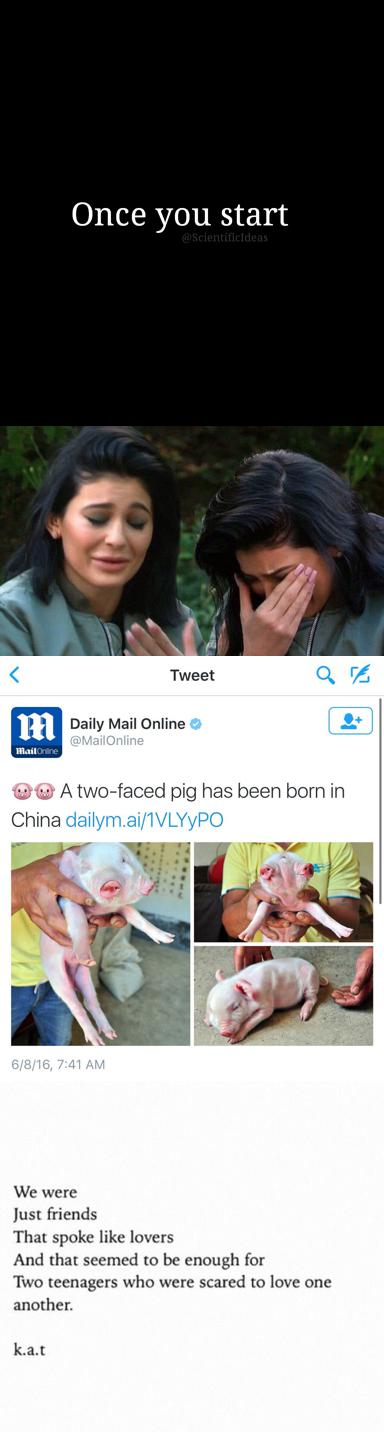 Once you start
@ScientificIdeas
Tweet
Daily Mail Online
@MailOnline
🐷🐷 A two-faced pig has been born in
China dailym.ai/1VLYyPO
MailOnline
6/8/16, 7:41 AM
We were
Just friends
That spoke like lovers
And that seemed to be enough for
Two teenagers who were scared to love one
another.
k.a.t